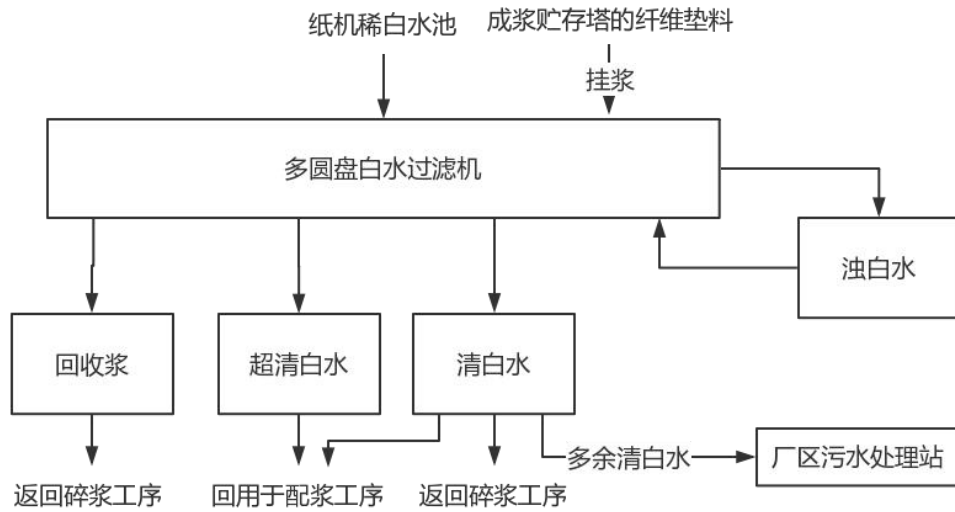 纸机稀白水池
成浆贮存塔的纤维垫料
挂浆
多圆盘白水过滤机
浊白水
回收浆
超清白水
清白水
多余清白水
厂区污水处理站
返回碎浆工序
回用于配浆工序
返回碎浆工序